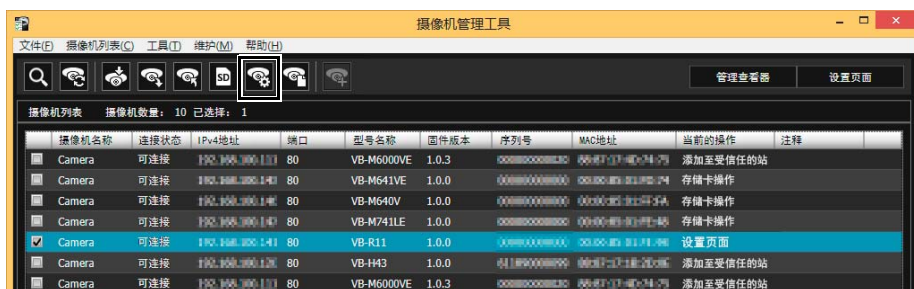 摄像机管理工具
文件(F) 摄像机列表(C) 工具(T) 维护(M) 帮助(H)
SD 管理查看器 设置页面
摄像机列表 摄像机数量: 10 已选择: 1
摄像机名称 连接状态 IPv4地址 端口 型号名称 固件版本 序列号 MAC地址 当前的操作 注释
Camera 可连接 80 VB-M6000VE 1.0.3 添加至受信任的站
Camera 可连接 80 VB-M641VE 1.0.0 存储卡操作
Camera 可连接 80 VB-M640V 1.0.0 存储卡操作
Camera 可连接 80 VB-M741LE 1.0.0 存储卡操作
Camera 可连接 80 VB-R11 1.0.0 设置页面
Camera 可连接 80 VB-H43 1.0.0 添加至受信任的站
Camera 可连接 80 VB-M6000VE 1.0.3 添加至受信任的站